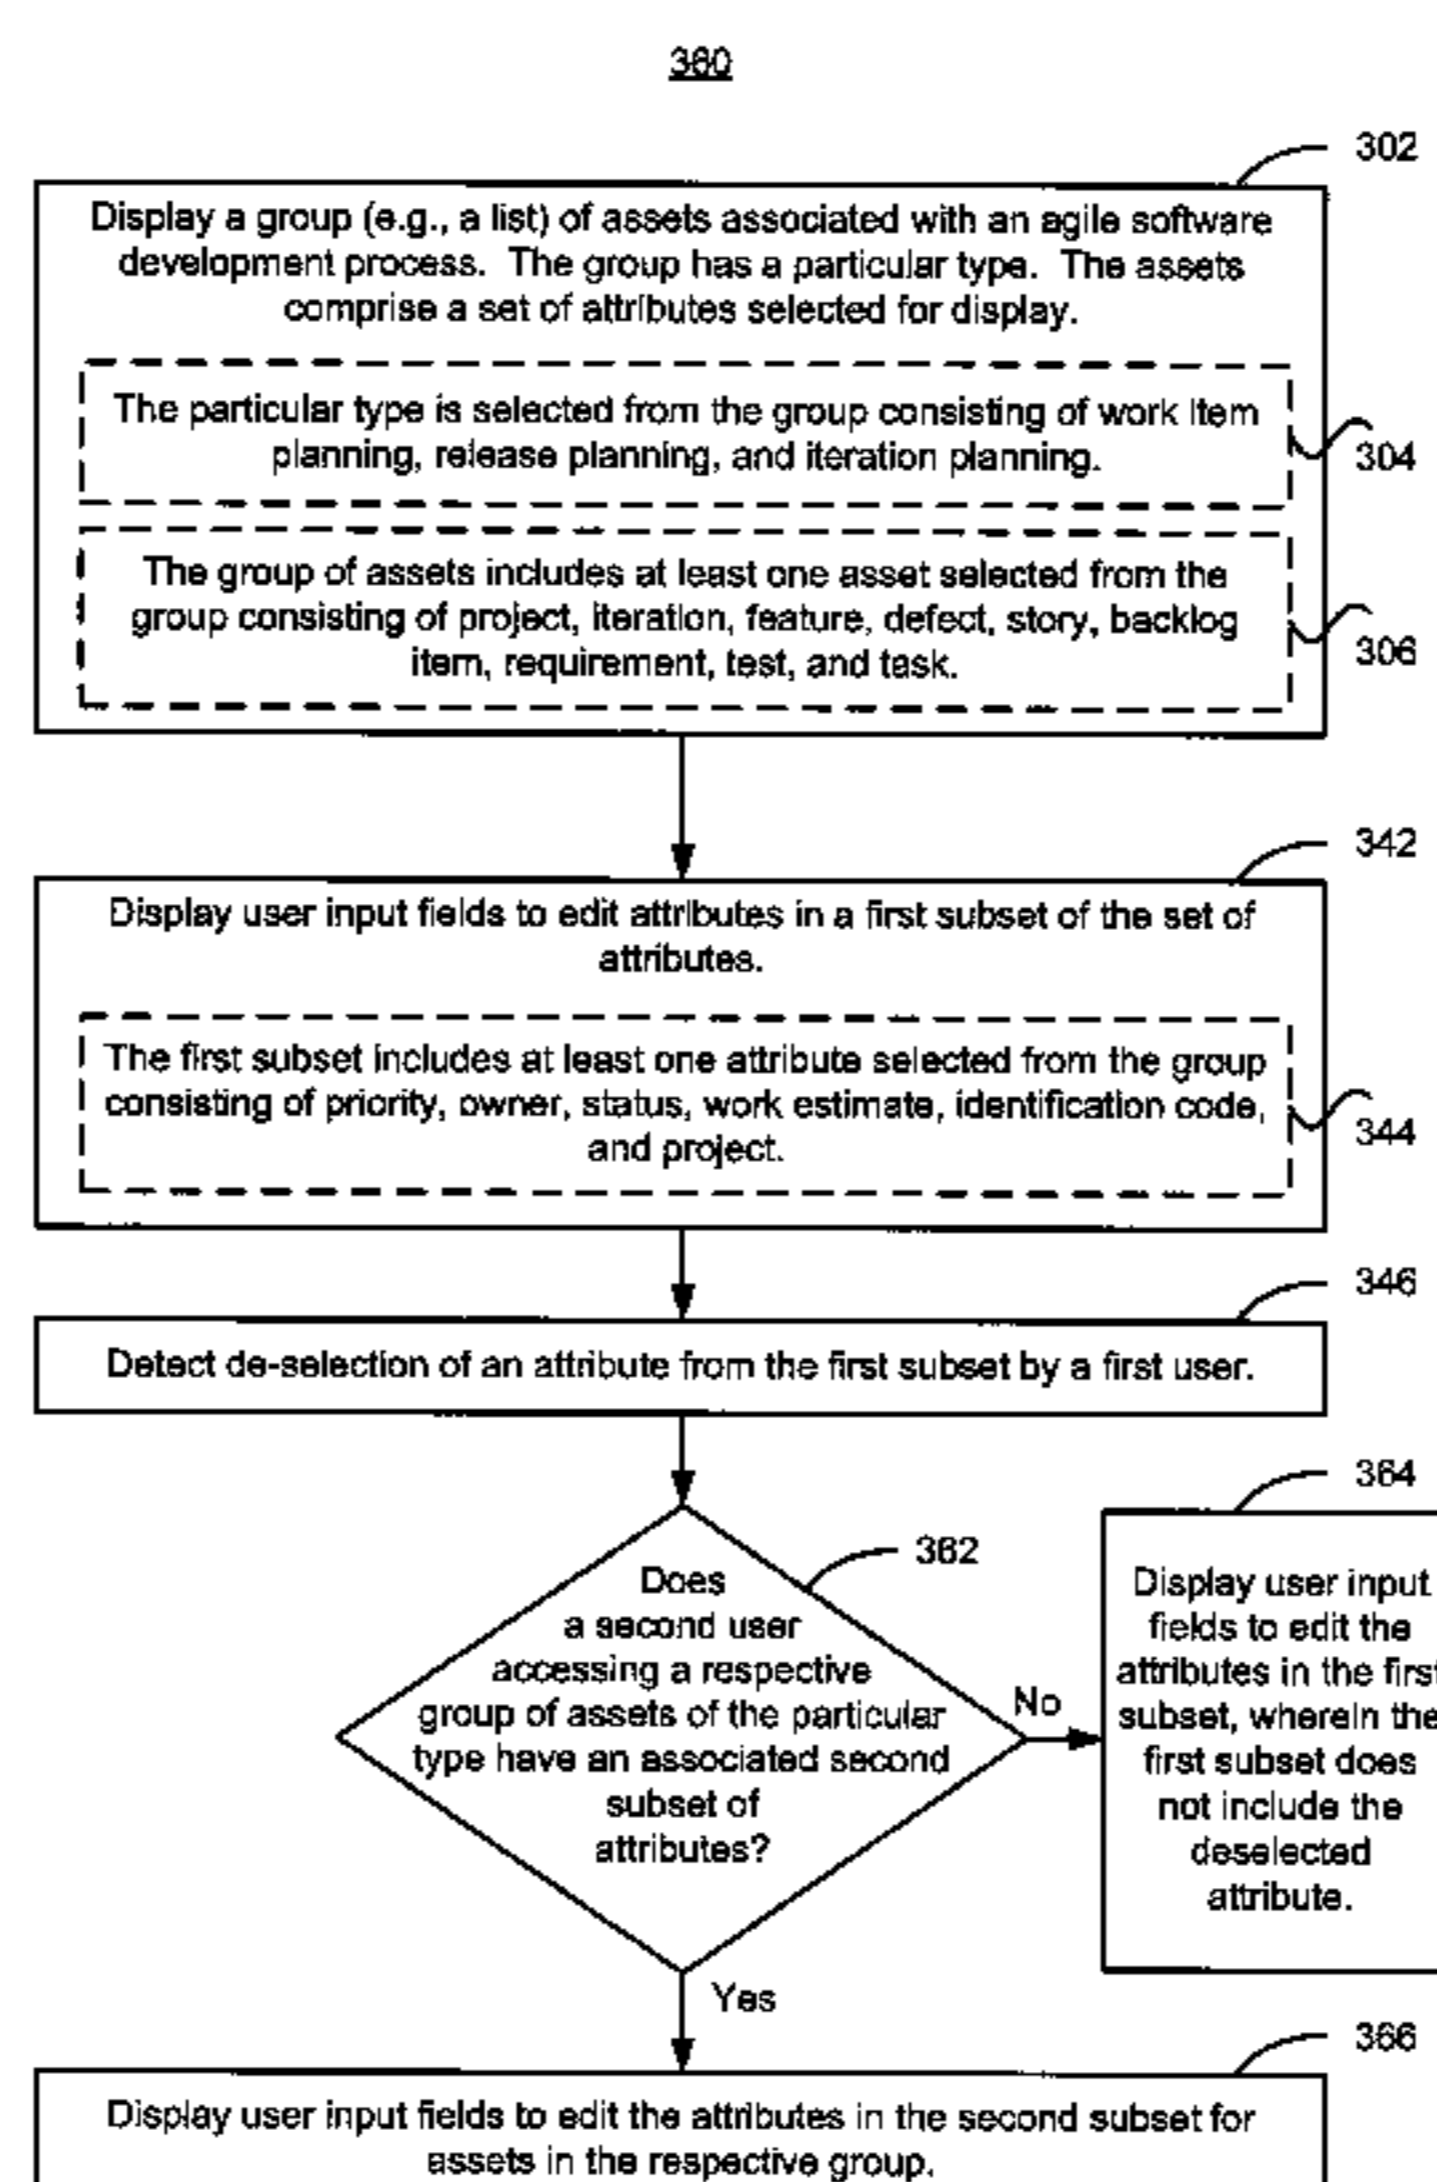 360
302
Display a group (e.g., a list) of assets associated with an agile software
development process. The group has a particular type. The assets
comprise a set of attributes selected for display.
The particular type is selected from the group consisting of work item
planning, release planning, and iteration planning.
304
The group of assets includes at least one asset selected from the
group consisting of project, iteration, feature, defect, story, backlog
item, requirement, test, and task.
306
342
Display user input fields to edit attributes in a first subset of the set of
attributes.
The first subset includes at least one attribute selected from the group
consisting of priority, owner, status, work estimate, identification code,
and project.
344
346
Detect de-selection of an attribute from the first subset by a first user.
362
Does
a second user
accessing a respective
group of assets of the particular
type have an associated second
subset of
attributes?
No
364
Display user input
fields to edit the
attributes in the first
subset, wherein the
first subset does
not include the
deselected
attribute.
Yes
366
Display user input fields to edit the attributes in the second subset for
assets in the respective group.